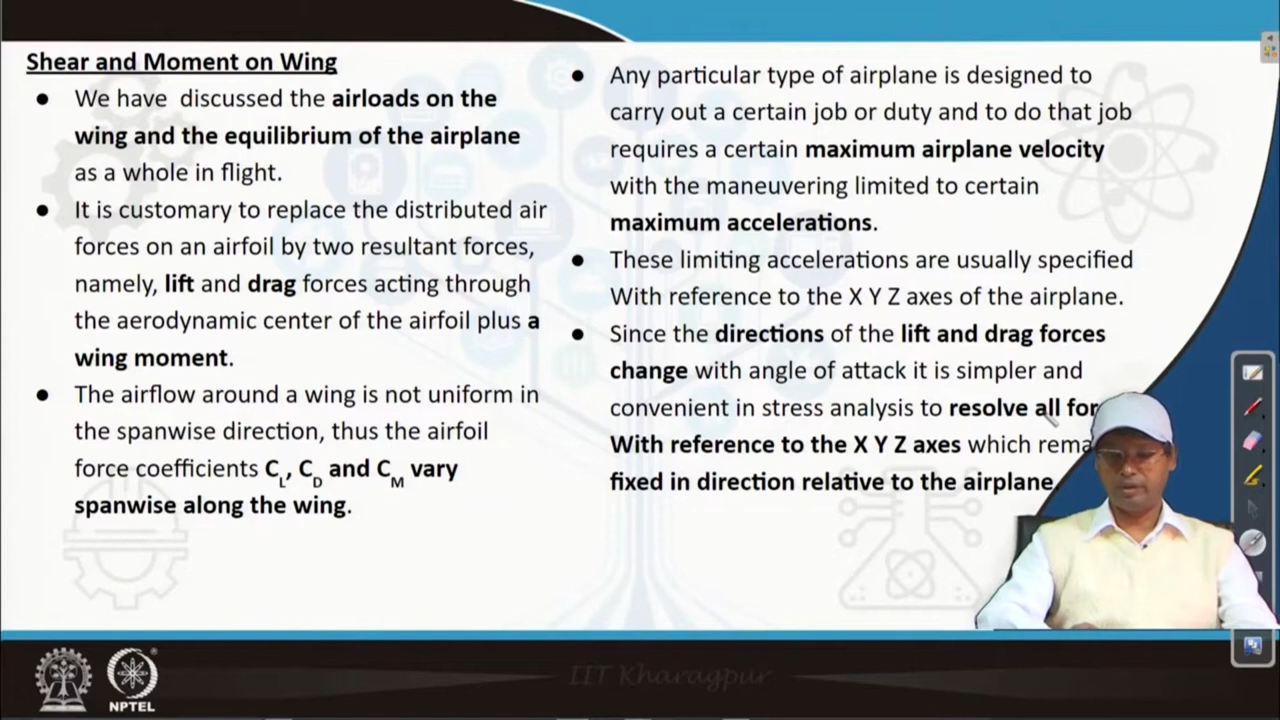 Shear and Moment on Wing
● We have discussed the airloads on the
wing and the equilibrium of the airplane
as a whole in flight.
● It is customary to replace the distributed air
forces on an airfoil by two resultant forces,
namely, lift and drag forces acting through
the aerodynamic center of the airfoil plus a
wing moment.
● The airflow around a wing is not uniform in
the spanwise direction, thus the airfoil
force coefficients C_L, C_D and C_M vary
spanwise along the wing.
● Any particular type of airplane is designed to
carry out a certain job or duty and to do that job
requires a certain maximum airplane velocity
with the maneuvering limited to certain
maximum accelerations.
● These limiting accelerations are usually specified
With reference to the X Y Z axes of the airplane.
● Since the directions of the lift and drag forces
change with angle of attack it is simpler and
convenient in stress analysis to resolve all for
With reference to the X Y Z axes which rema
fixed in direction relative to the airplane.
NPTEL
IIT Kharagpur